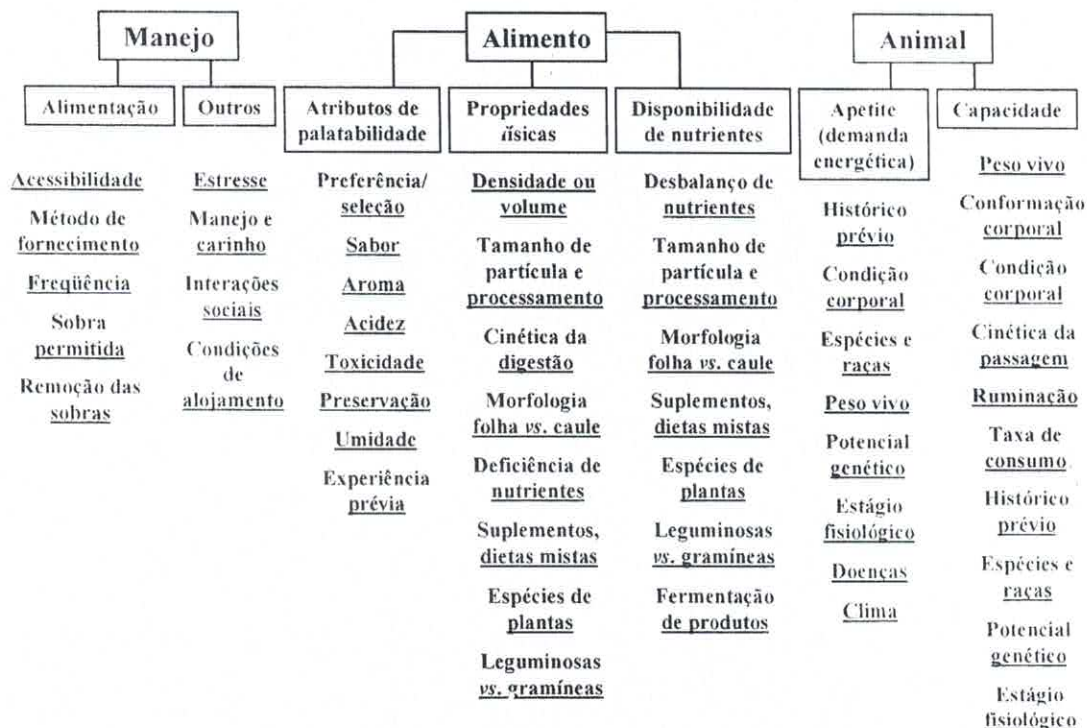 Manejo
Alimentação
Acessibilidade
Método de
fornecimento
Freqüência
Sobra
permitida
Remoção das
sobras
Outros
Estresse
Manejo e
carinho
Interações
sociais
Condições
de
alojamento
Alimento
Atributos de
palatabilidade
Preferência/
seleção
Sabor
Aroma
Acidez
Toxicidade
Preservação
Umidade
Experiência
prévia
Propriedades
físicas
Densidade ou
volume
Tamanho de
partícula e
processamento
Cinética da
digestão
Morfologia
folha vs. caule
Deficiência de
nutrientes
Suplementos,
dietas mistas
Espécies de
plantas
Leguminosas
vs. gramíneas
Disponibilidade
de nutrientes
Desbalanço de
nutrientes
Tamanho de
partícula e
processamento
Morfologia
folha vs. caule
Suplementos,
dietas mistas
Espécies de
plantas
Leguminosas
vs. gramíneas
Fermentação
de produtos
Animal
Apetite
(demanda
energética)
Histórico
prévio
Condição
corporal
Espécies e
raças
Peso vivo
Potencial
genético
Estágio
fisiológico
Doenças
Clima
Capacidade
Peso vivo
Conformação
corporal
Condição
corporal
Cinética da
passagem
Ruminação
Taxa de
consumo
Histórico
prévio
Espécies e
raças
Potencial
genético
Estágio
fisiológico